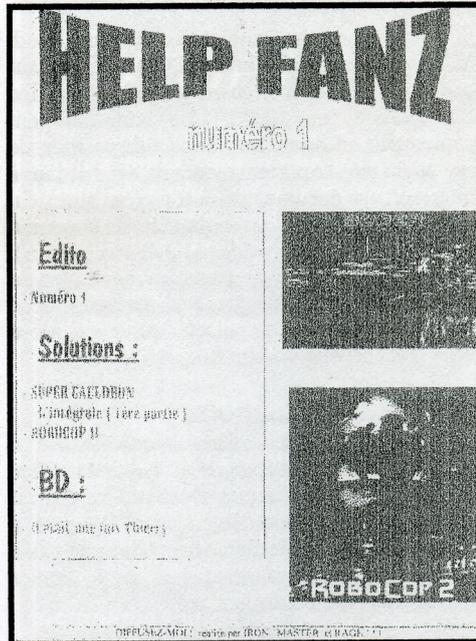 HELP FANZ
numéro 1
Edito
Numéro 1
Solutions :
SUPER CAULDRON
L'intégrale ( 1ère partie )
ROBOCOP II
BD :
ROBOCOP 2
DIFFUSEZ-MOI : réalisé par IRON MASTER et RAGE